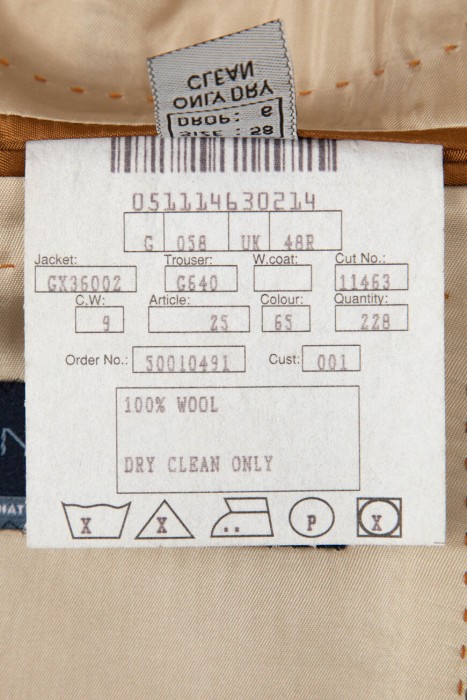 CLEAN
ONLY DRY
DROP: 6
SIZE: 28
051114630214
G 058 UK 48R
Jacket: Trouser: W.coat: Cut No.:
GX36002 G640 11463
C.W: Article: Colour: Quantity:
9 25 65 228
Order No.: 50010491 Cust: 001
100% WOOL
DRY CLEAN ONLY
X X P X